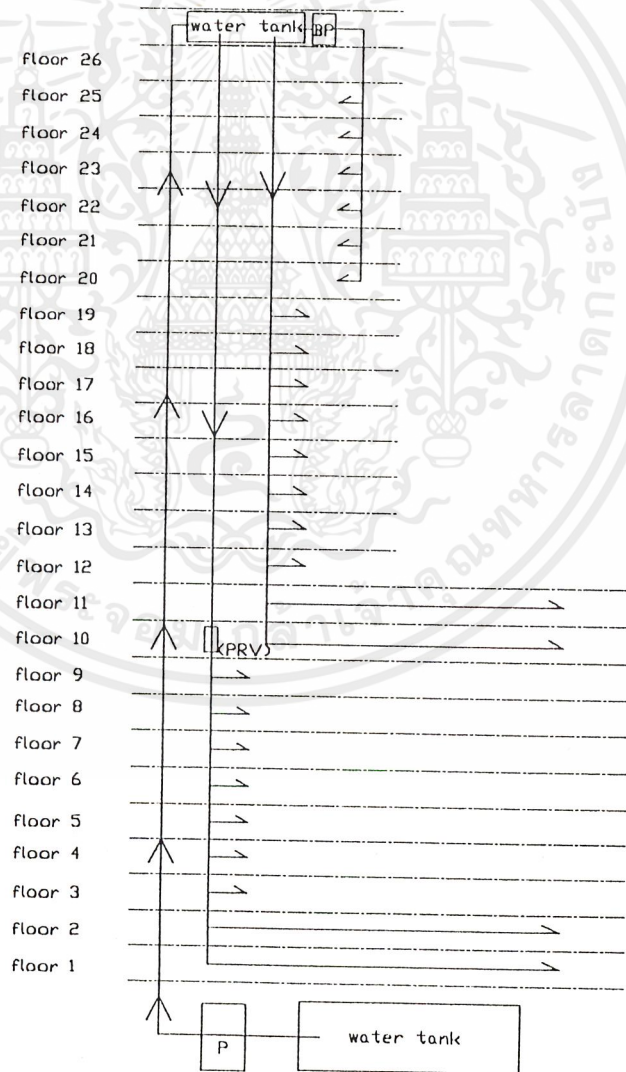 water tank BP
floor 26
floor 25
floor 24
floor 23
floor 22
floor 21
floor 20
floor 19
floor 18
floor 17
floor 16
floor 15
floor 14
floor 13
floor 12
floor 11
floor 10 (PRV)
floor 9
floor 8
floor 7
floor 6
floor 5
floor 4
floor 3
floor 2
floor 1
P water tank